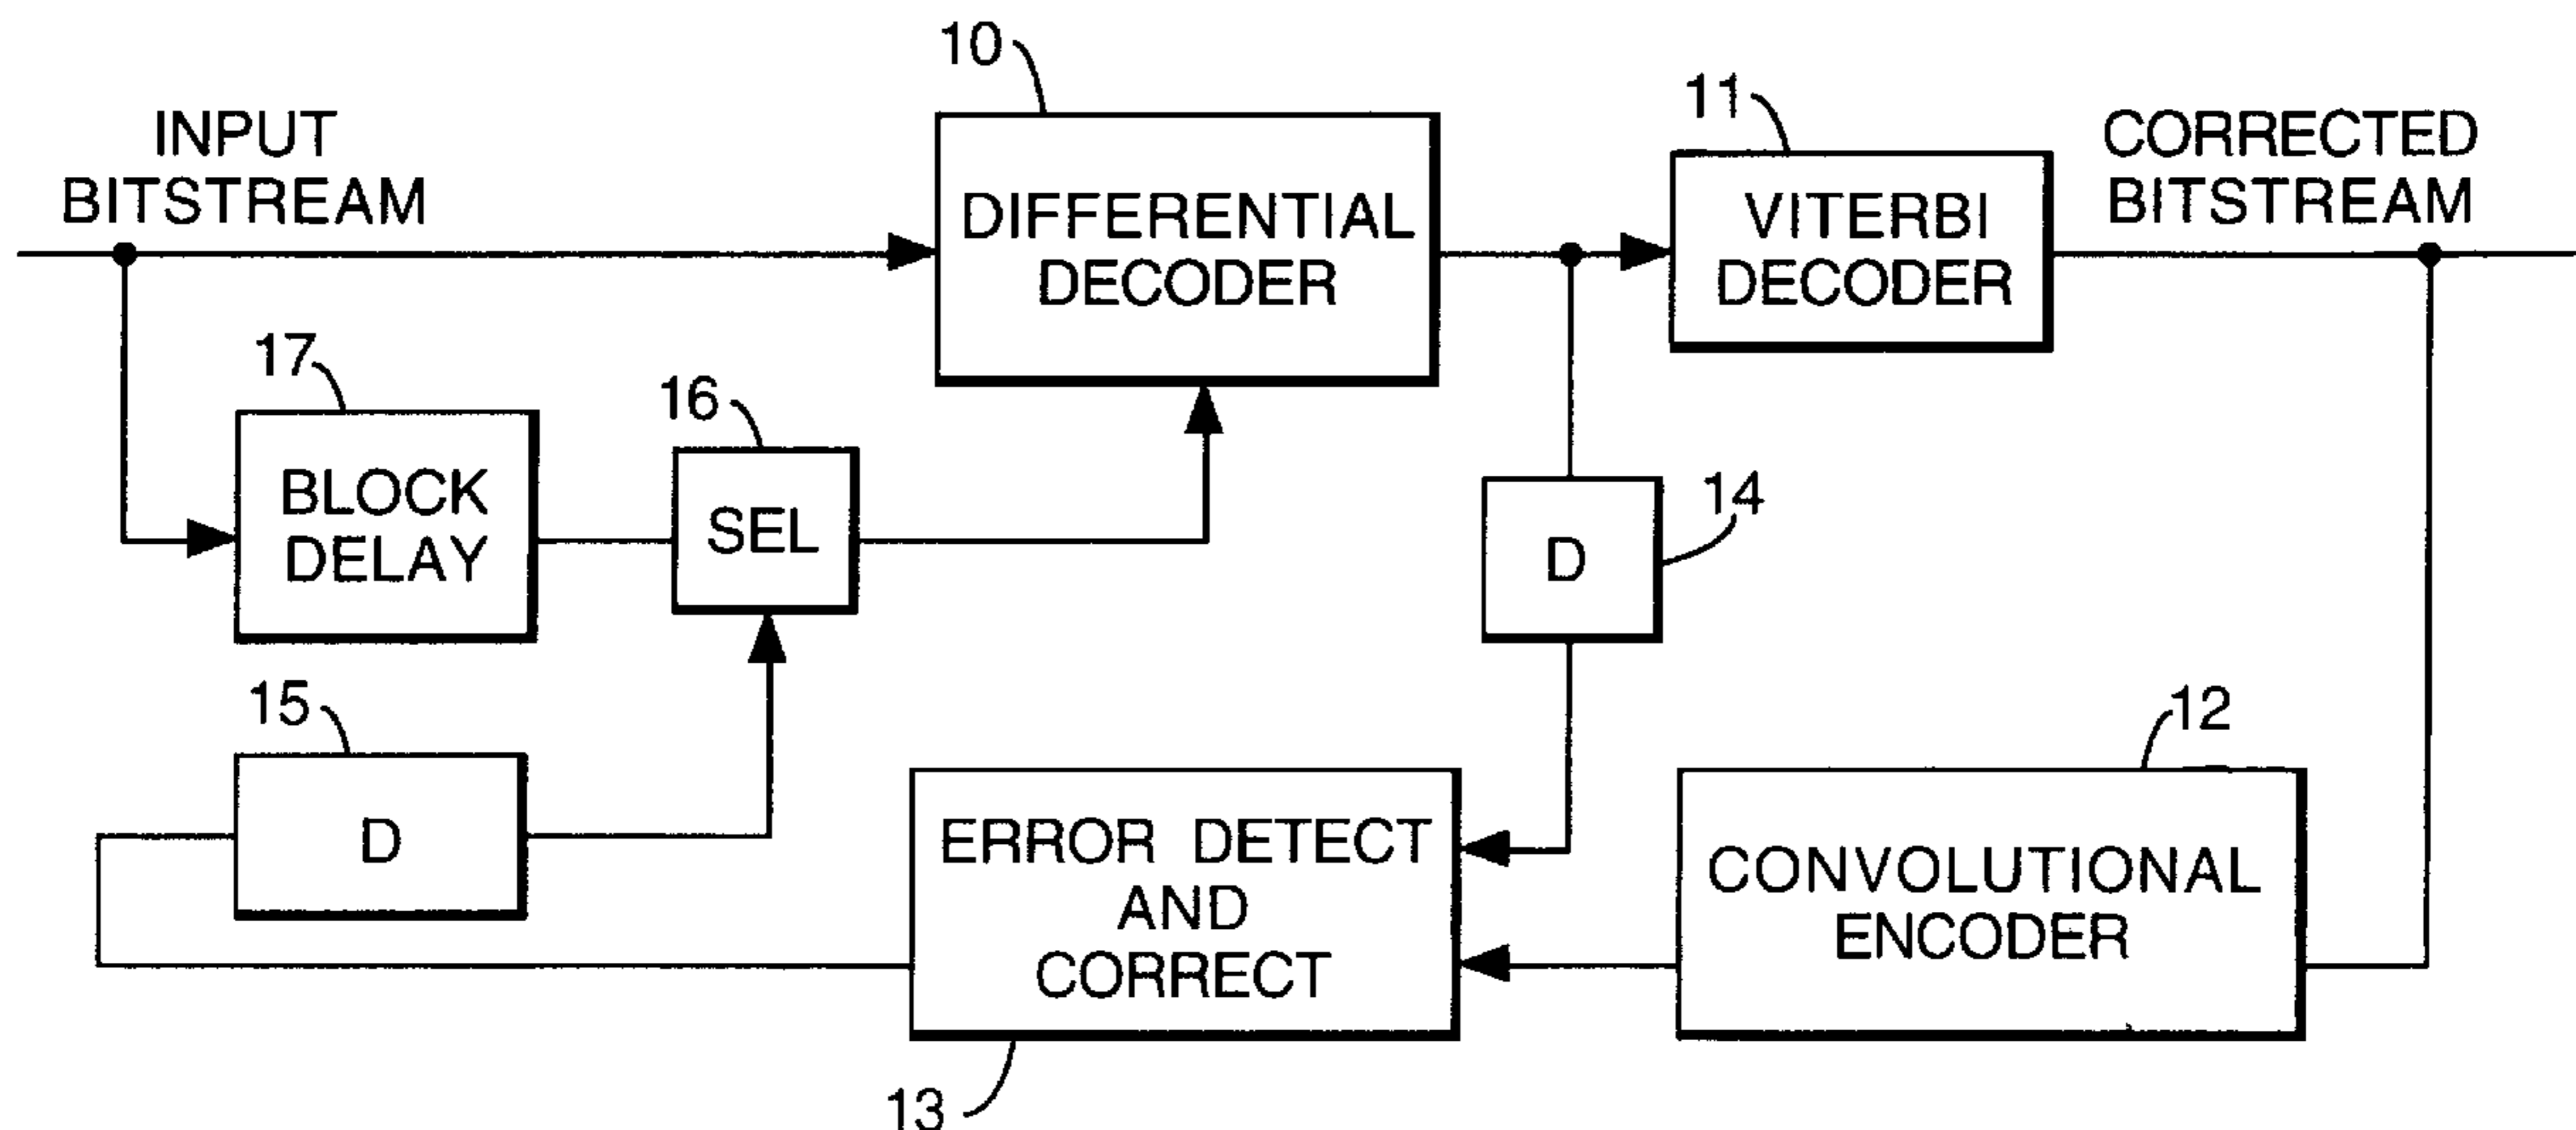 10
11
INPUT
BITSTREAM
DIFFERENTIAL
DECODER
VITERBI
DECODER
CORRECTED
BITSTREAM
17
16
BLOCK
DELAY
SEL
14
D
15
12
D
ERROR DETECT
AND
CORRECT
CONVOLUTIONAL
ENCODER
13